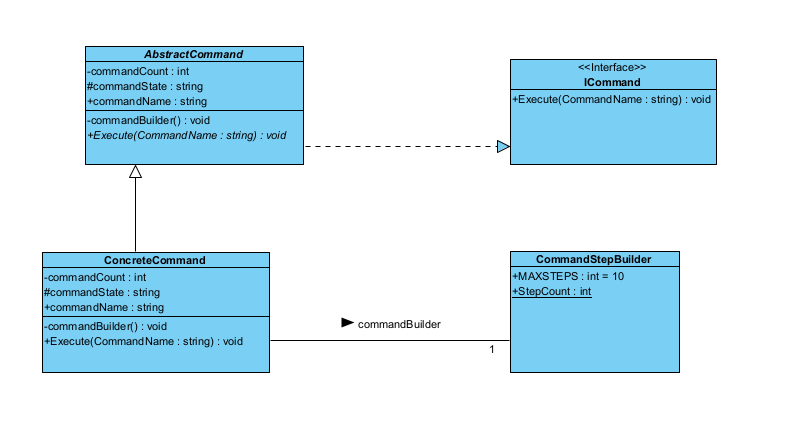 AbstractCommand
-commandCount : int
#commandState : string
+commandName : string
-commandBuilder() : void
+Execute(CommandName : string) : void
<<Interface>>
ICommand
+Execute(CommandName : string) : void
ConcreteCommand
-commandCount : int
#commandState : string
+commandName : string
-commandBuilder() : void
+Execute(CommandName : string) : void
commandBuilder
1
CommandStepBuilder
+MAXSTEPS : int = 10
+StepCount : int